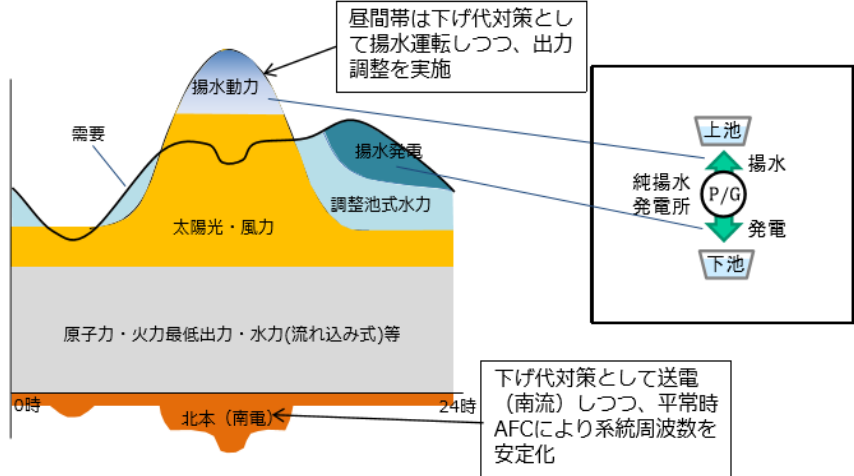 昼間帯は下げ代対策とし
て揚水運転しつつ、出力
調整を実施
揚水動力
需要
揚水発電
調整池式水力
太陽光・風力
原子力・火力最低出力・水力(流れ込み式)等
0時
北本（南電）
24時
下げ代対策として送電
（南流）しつつ、平常時
AFCにより系統周波数を
安定化
上池
揚水
純揚水
発電所
P/G
発電
下池